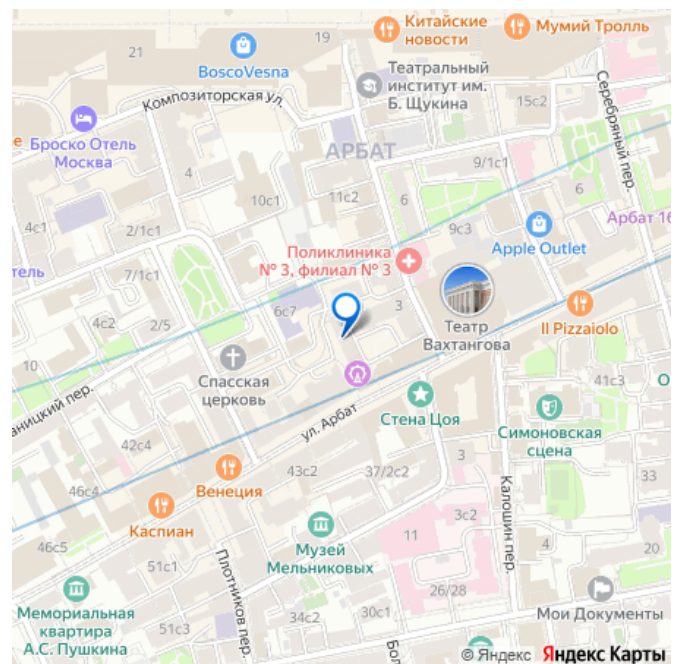 Китайские
новости
Мумий Тролль
21
19
BoscoVesna
Театральный
институт им.
Б. Щукина
Композиторская ул.
15с2
Серебряный пер.
е
Броско Отель
Москва
АРБАТ
4
9/1с1
10с1
11с2
6
6
4с1
2/1с1
9с3
Арбат 16
Apple Outlet
Поликлиника
№ 3, филиал № 3
тель
7/1с1
6с7
3
4с2
2/5
Театр
Вахтангова
Il Pizzaiolo
10
Спасская
церковь
41с3
О
аницкий пер.
ул. Арбат
Стена Цоя
Симоновская
сцена
42с4
46с4
Венеция
43с2
37/2с2
3
Калошин пер.
33
Каспиан
3с2
46с5
Музей
Мельниковых
11
4
20
51с1
Плотников пер.
26/28
Мемориальная
квартира
А.С. Пушкина
51с3
34с2
30с1
Бол
Мои Документы
© Яндекс Яндекс Карты